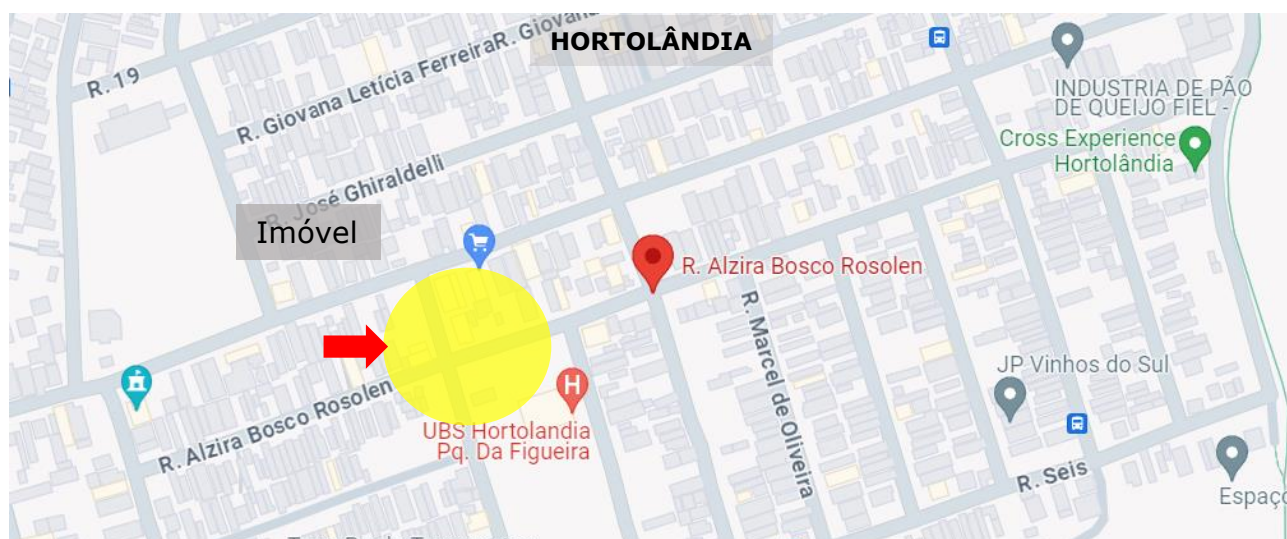 HORTOLÂNDIA
R. 19
R. Giovana Letícia Ferreira
R. Giovana
INDUSTRIA DE PÃO
DE QUEIJO FIEL -
Cross Experience
Hortolândia
R. José Ghiraldelli
Imóvel
R. Alzira Bosco Rosolen
R. Marcel de Oliveira
JP Vinhos do Sul
R. Alzira Bosco Rosolen
UBS Hortolandia
Pq. Da Figueira
H
R. Seis
Espaç